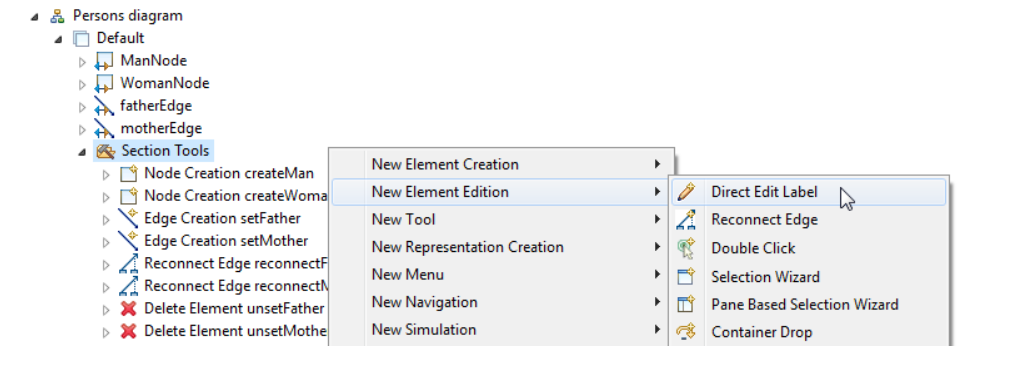 Persons diagram
Default
ManNode
WomanNode
fatherEdge
motherEdge
Section Tools
Node Creation createMan
Node Creation createWoma
Edge Creation setFather
Edge Creation setMother
Reconnect Edge reconnectF
Reconnect Edge reconnectM
Delete Element unsetFather
Delete Element unsetMothe
New Element Creation
New Element Edition
New Tool
New Representation Creation
New Menu
New Navigation
New Simulation
Direct Edit Label
Reconnect Edge
Double Click
Selection Wizard
Pane Based Selection Wizard
Container Drop